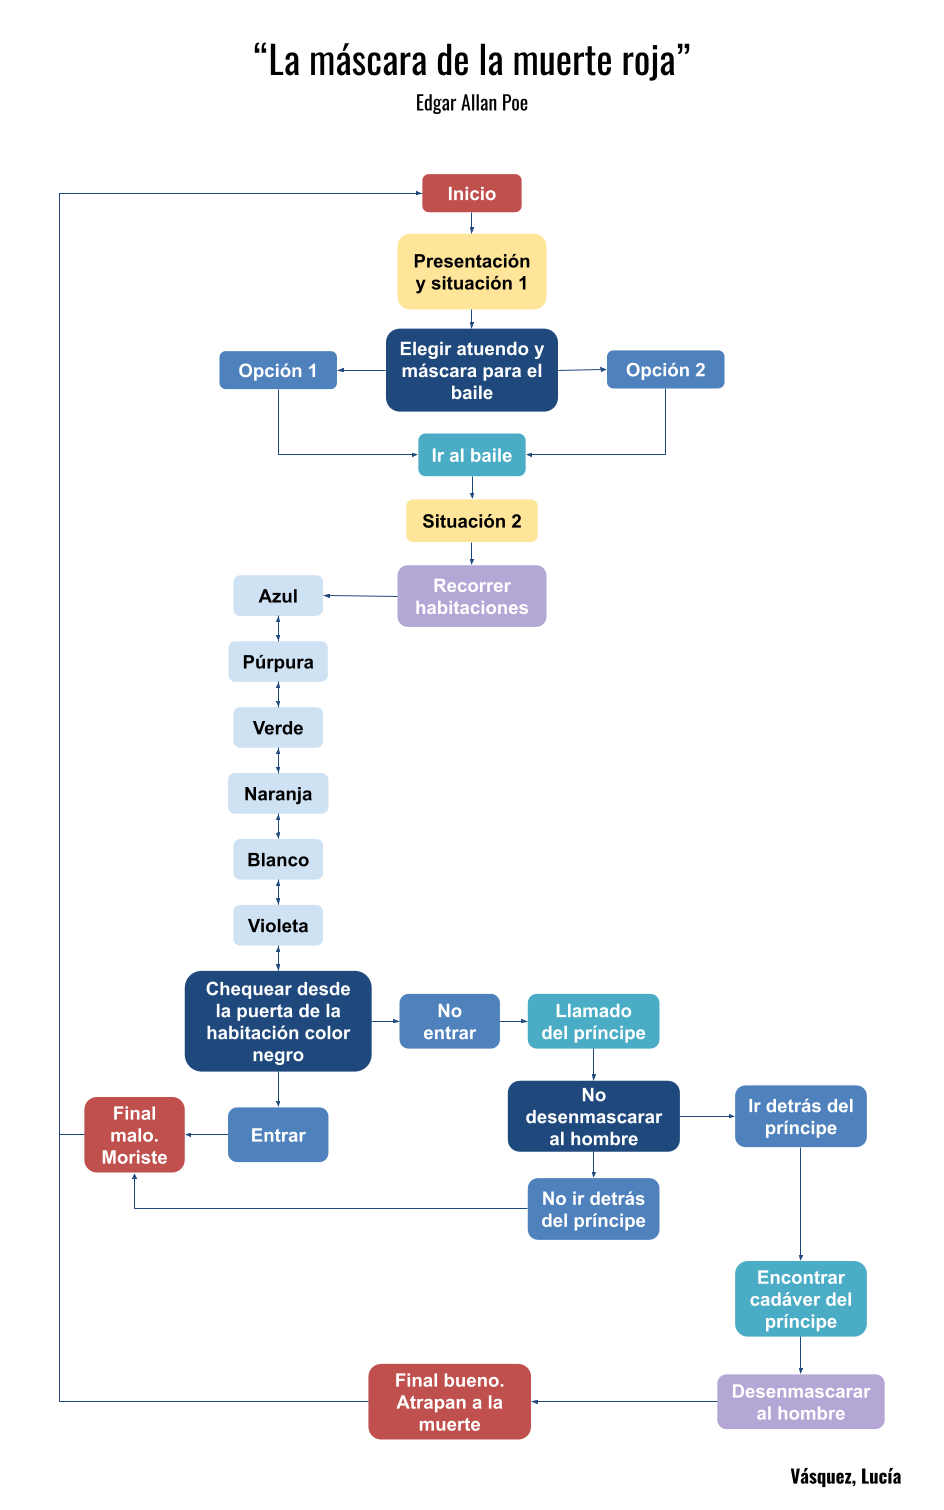 “La máscara de la muerte roja”
Edgar Allan Poe
Inicio
Presentación
y situación 1
Elegir atuendo y
máscara para el
baile
Opción 1
Opción 2
Ir al baile
Situación 2
Recorrer
habitaciones
Azul
Púrpura
Verde
Naranja
Blanco
Violeta
Chequear desde
la puerta de la
habitación color
negro
No
entrar
Llamado
del príncipe
No
desenmascarar
al hombre
Ir detrás del
príncipe
Final
malo.
Moriste
Entrar
No ir detrás
del príncipe
Encontrar
cadáver del
príncipe
Final bueno.
Atrapan a la
muerte
Desenmascarar
al hombre
Vásquez, Lucía